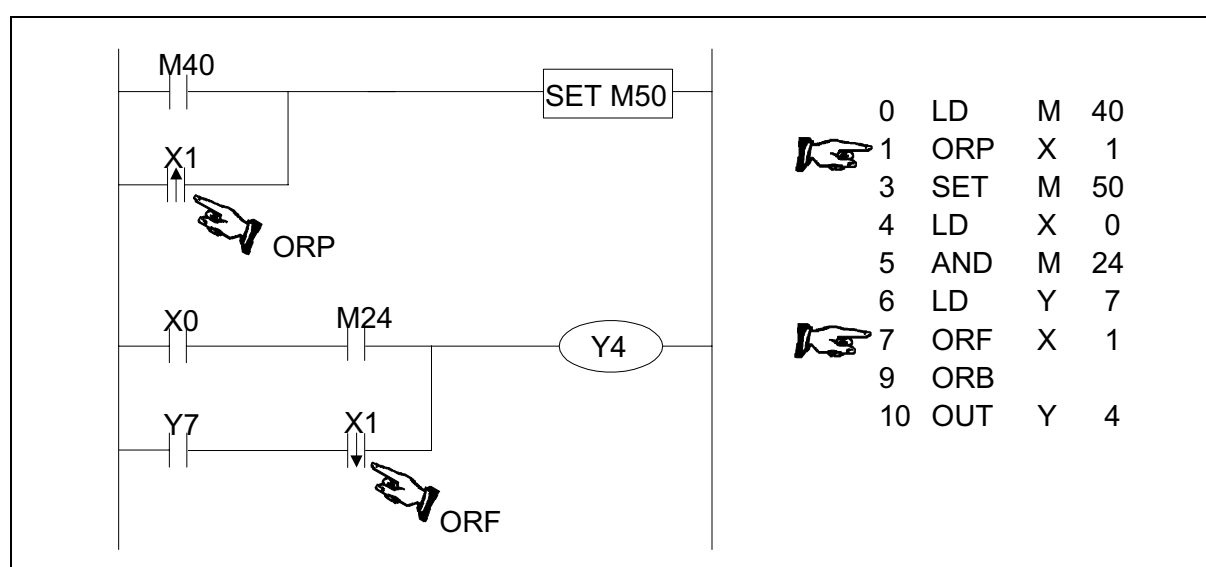 M40
SET M50
X1
ORP
X0 M24
Y4
Y7 X1
ORF
0 LD M 40
1 ORP X 1
3 SET M 50
4 LD X 0
5 AND M 24
6 LD Y 7
7 ORF X 1
9 ORB
10 OUT Y 4